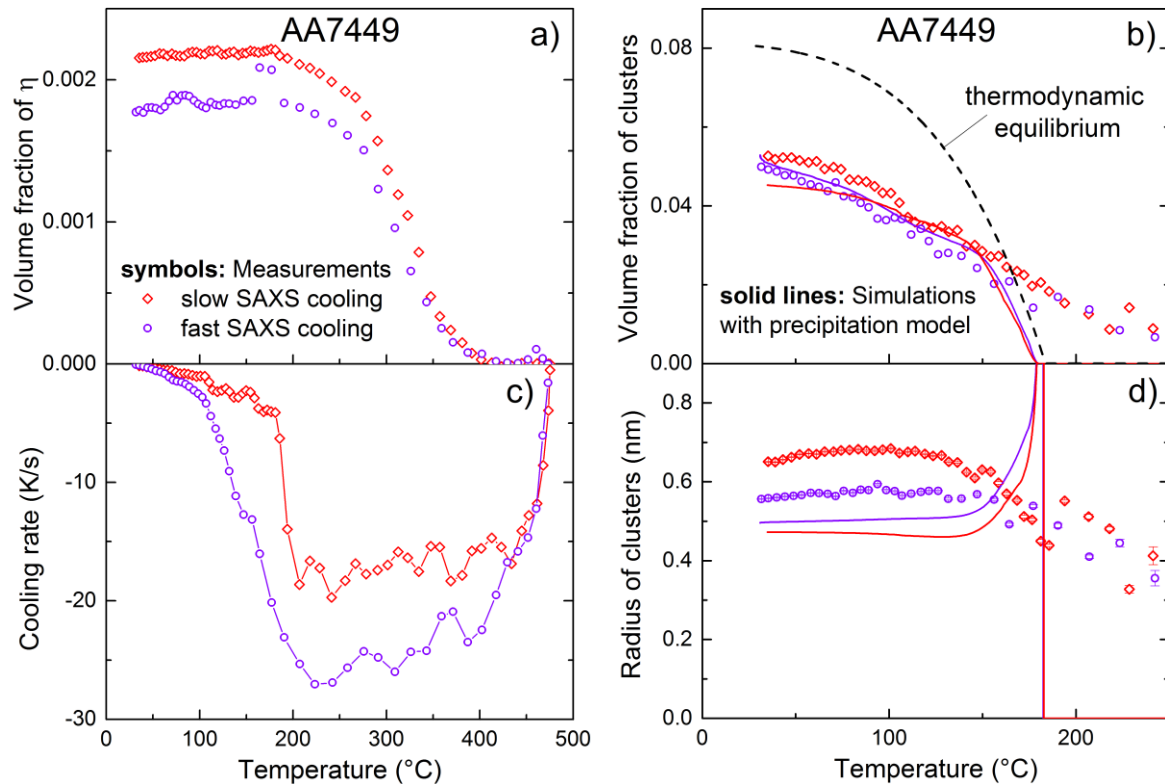 AA7449
a)
Volume fraction of η
0.002
0.001
0.000
symbols: Measurements
slow SAXS cooling
fast SAXS cooling
AA7449
b)
Volume fraction of clusters
0.08
0.04
0.00
thermodynamic
equilibrium
solid lines: Simulations
with precipitation model
c)
Cooling rate (K/s)
-10
-20
-30
0
100
200
300
400
500
Temperature (°C)
d)
Radius of clusters (nm)
0.8
0.6
0.4
0.2
0.0
100
200
Temperature (°C)